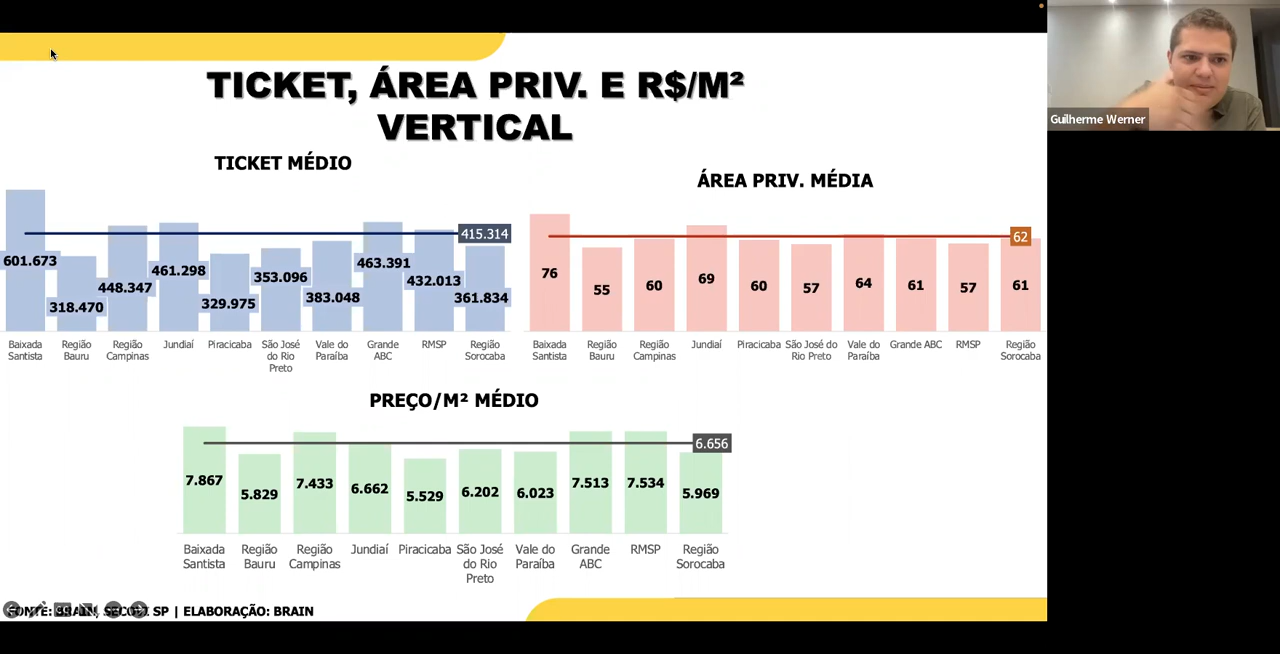 TICKET, ÁREA PRIV. E R$/M²
VERTICAL
TICKET MÉDIO
415.314
601.673
318.470
448.347
461.298
329.975
353.096
383.048
463.391
432.013
361.834
Baixada
Santista
Região
Bauru
Região
Campinas
Jundiaí
Piracicaba
São José
do Rio
Preto
Vale do
Paraíba
Grande
ABC
RMSP
Região
Sorocaba
ÁREA PRIV. MÉDIA
62
76
55
60
69
60
57
64
61
57
61
Baixada
Santista
Região
Bauru
Região
Campinas
Jundiaí
Piracicaba
São José do
Rio Preto
Vale do
Paraíba
Grande ABC
RMSP
Região
Sorocaba
PREÇO/M² MÉDIO
6.656
7.867
5.829
7.433
6.662
5.529
6.202
6.023
7.513
7.534
5.969
Baixada
Santista
Região
Bauru
Região
Campinas
Jundiaí
Piracicaba
São José
do Rio
Preto
Vale do
Paraíba
Grande
ABC
RMSP
Região
Sorocaba
FONTE: BRAIN, SECOVI SP | ELABORAÇÃO: BRAIN
Guilherme Werner